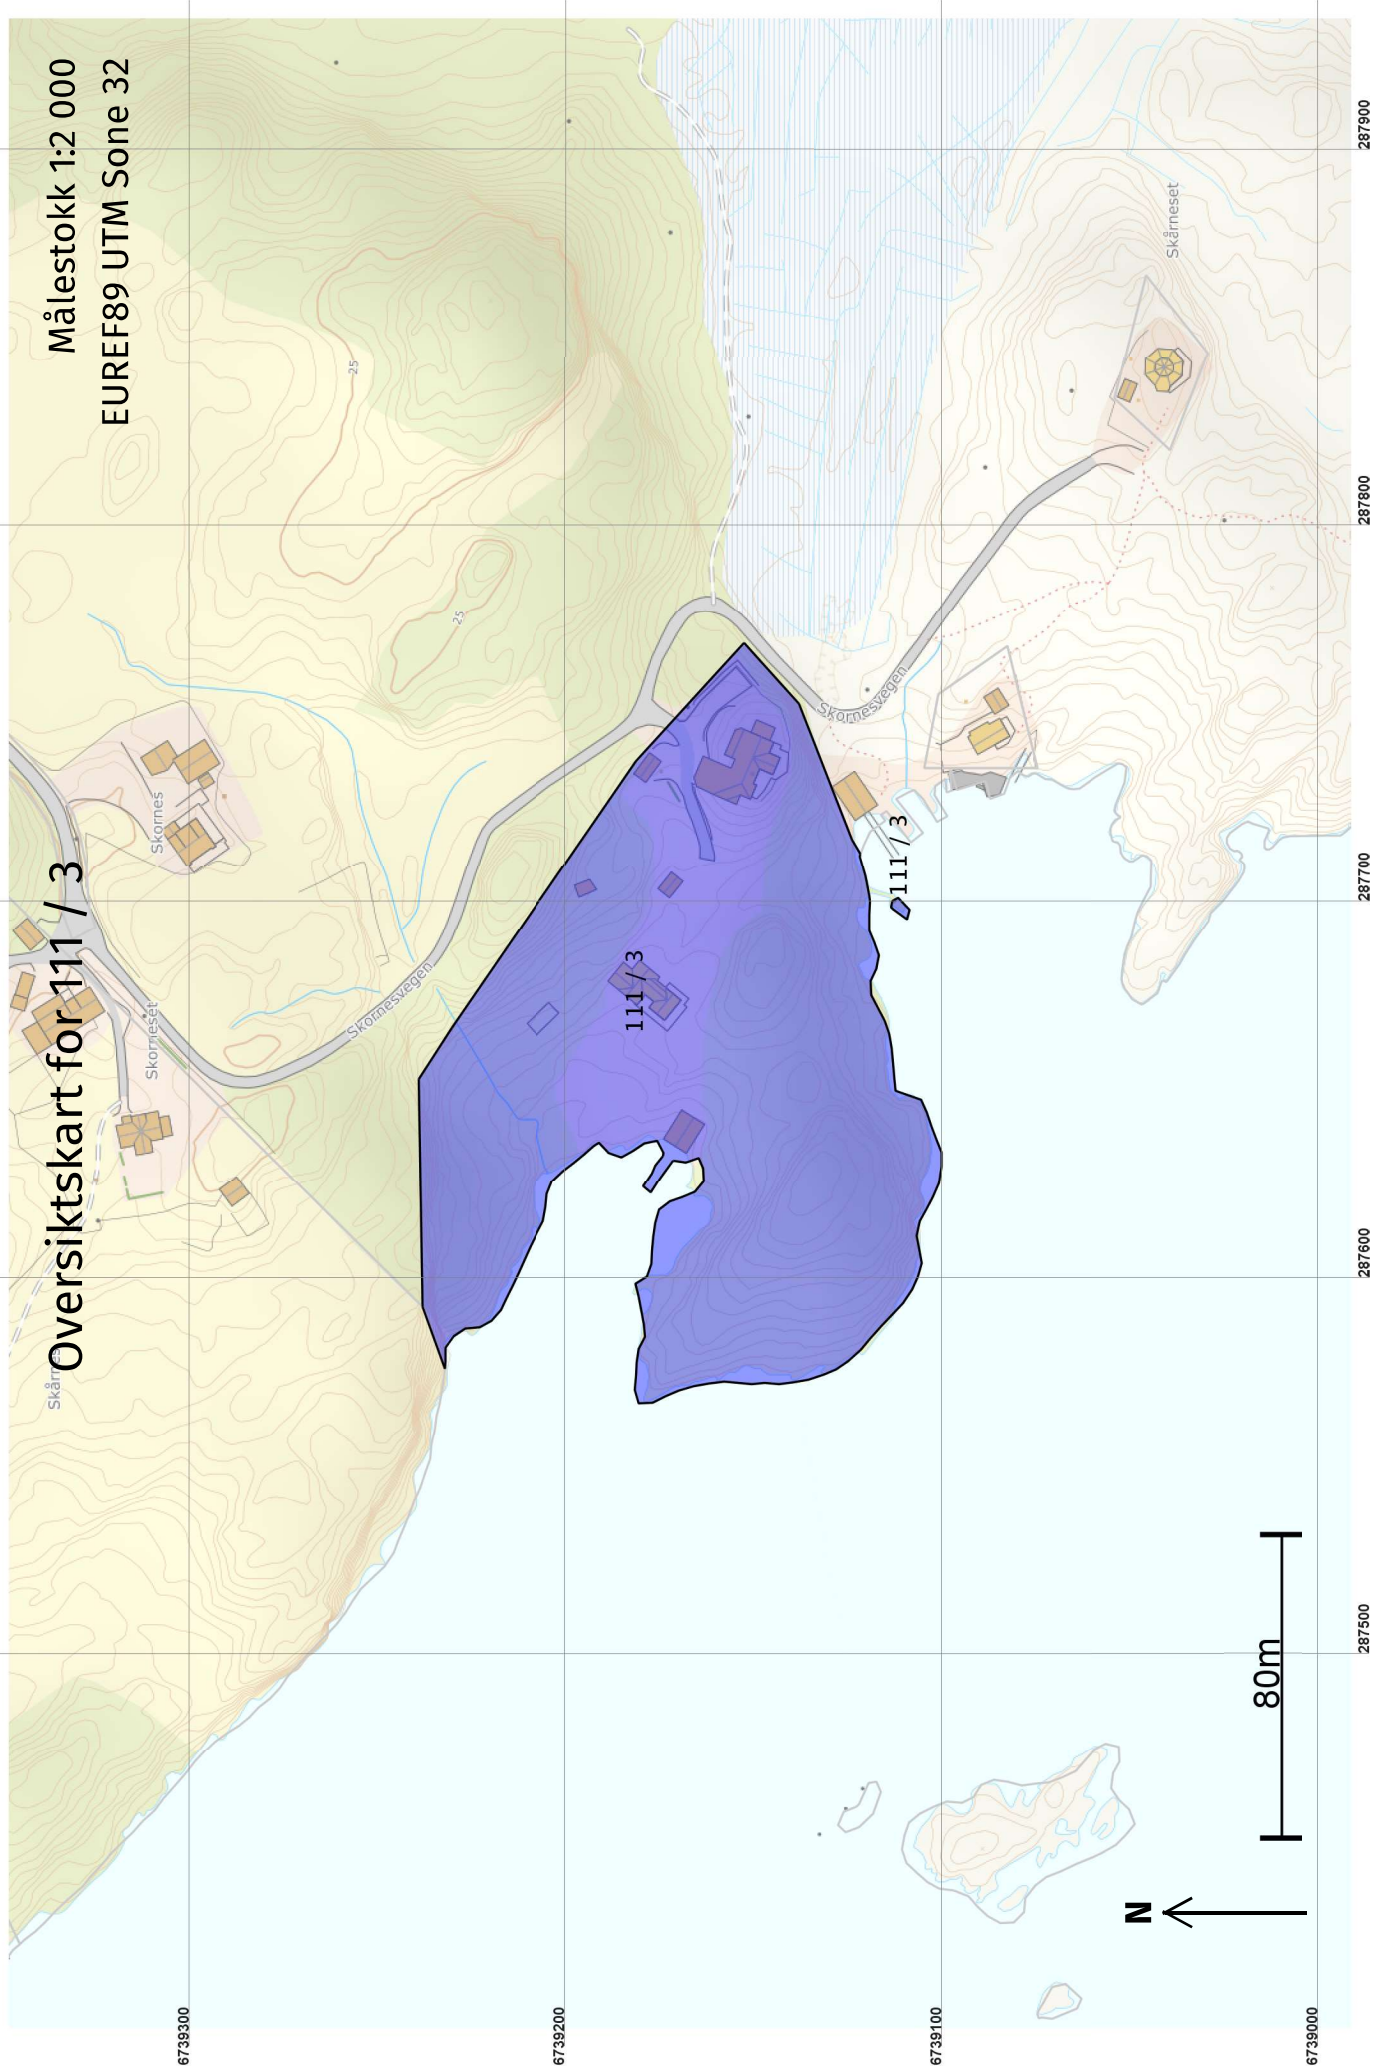 Oversiktskart for 111 / 3
Målestokk 1:2 000
EUREF89 UTM Sone 32
Skårnes
Skorneset
Skornes
25
25
Skornesvegen
Skornesvegen
Skårneset
111 / 3
111 / 3
80m
N
6739300
6739200
6739100
6739000
287500
287600
287700
287800
287900